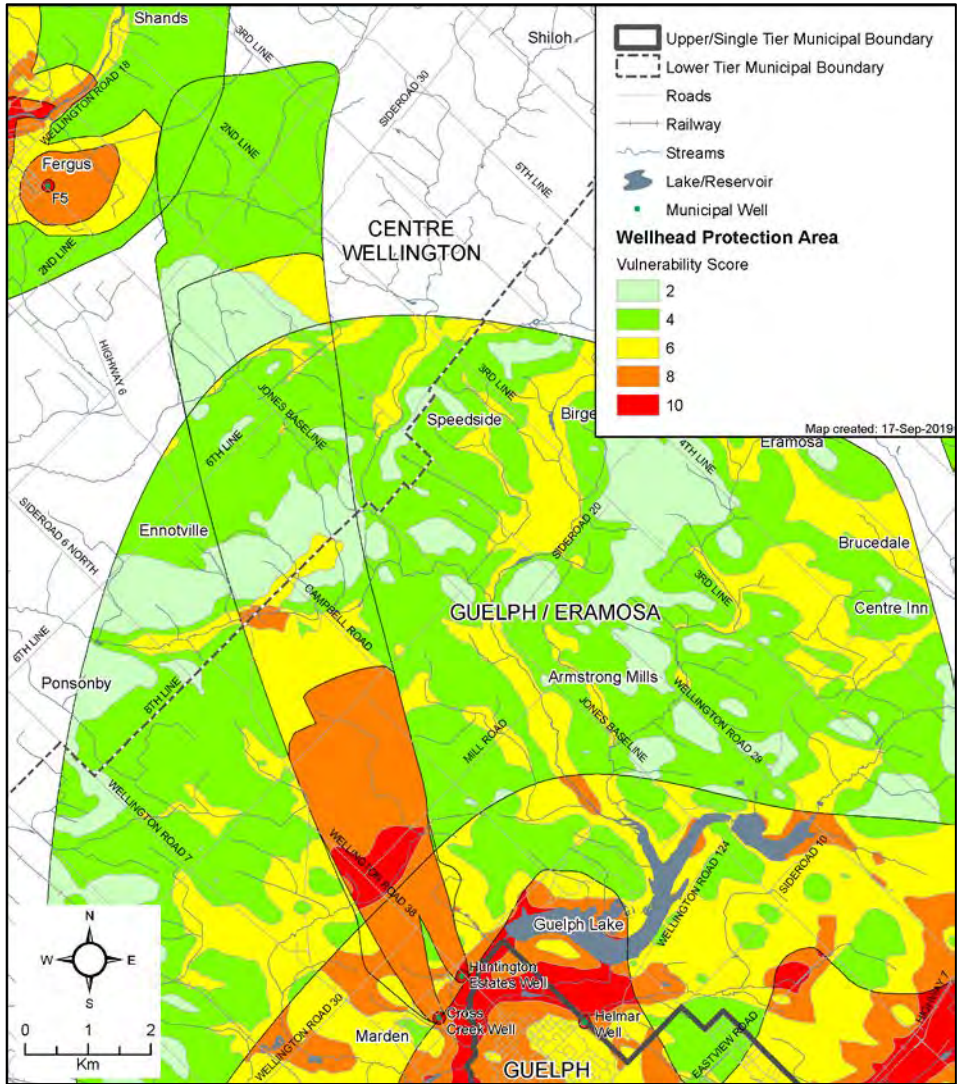 Shands
Shiloh
3RD LINE
SIDEROAD 30
WELLINGTON ROAD 18
2ND LINE
5TH LINE
Fergus
F5
2ND LINE
CENTRE
WELLINGTON
HIGHWAY 6
Upper/Single Tier Municipal Boundary
Lower Tier Municipal Boundary
Roads
Railway
Streams
Lake/Reservoir
Municipal Well
Wellhead Protection Area
Vulnerability Score
2
4
6
8
10
Map created: 17-Sep-2019
JONES BASELINE
6TH LINE
3RD LINE
Speedside
Birge
4TH LINE
Eramosa
SIDEROAD 6 NORTH
Ennotville
SIDEROAD 20
Brucedale
3RD LINE
Centre Inn
CAMPBELL ROAD
GUELPH / ERAMOSA
6TH LINE
Ponsonby
8TH LINE
Armstrong Mills
WELLINGTON ROAD 29
JONES BASELINE
MILL ROAD
WELLINGTON ROAD 7
WELLINGTON ROAD 38
WELLINGTON ROAD 124
SIDEROAD 10
Guelph Lake
N
W
E
S
0
1
2
Km
Huntington
Estates Well
Cross
Creek Well
Helmar
Well
WELLINGTON ROAD 30
Marden
GUELPH
EASTVIEW ROAD
HIGHWAY 7